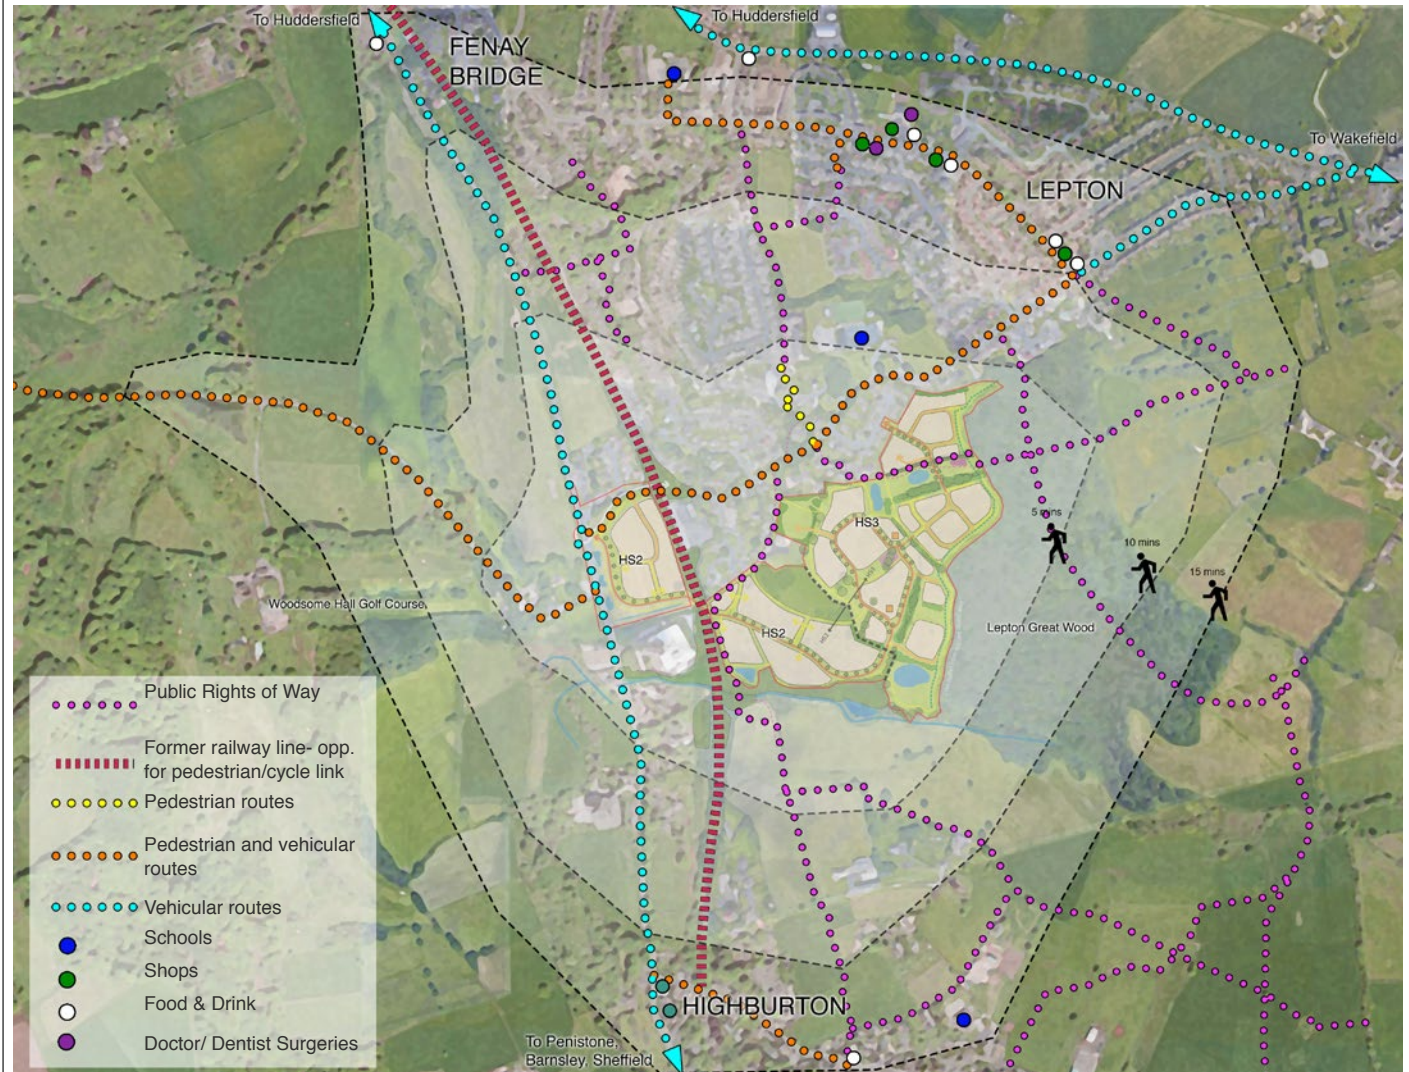 To Huddersfield
To Huddersfield
FENAY
BRIDGE
To Wakefield
LEPTON
HS3
5 mins
10 mins
HS2
15 mins
Woodsome Hall Golf Course
Lepton Great Wood
HS2
Public Rights of Way
Former railway line- opp.
for pedestrian/cycle link
Pedestrian routes
Pedestrian and vehicular
routes
Vehicular routes
Schools
Shops
Food & Drink
Doctor/ Dentist Surgeries
HIGHBURTON
To Penistone,
Barnsley, Sheffield